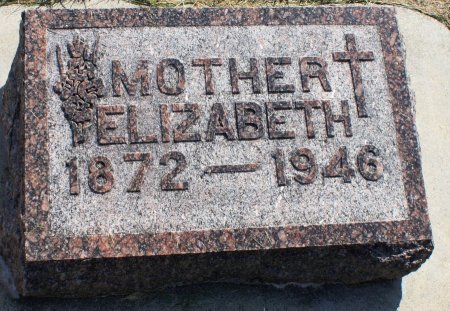 MOTHER
ELIZABETH
1872 — 1946